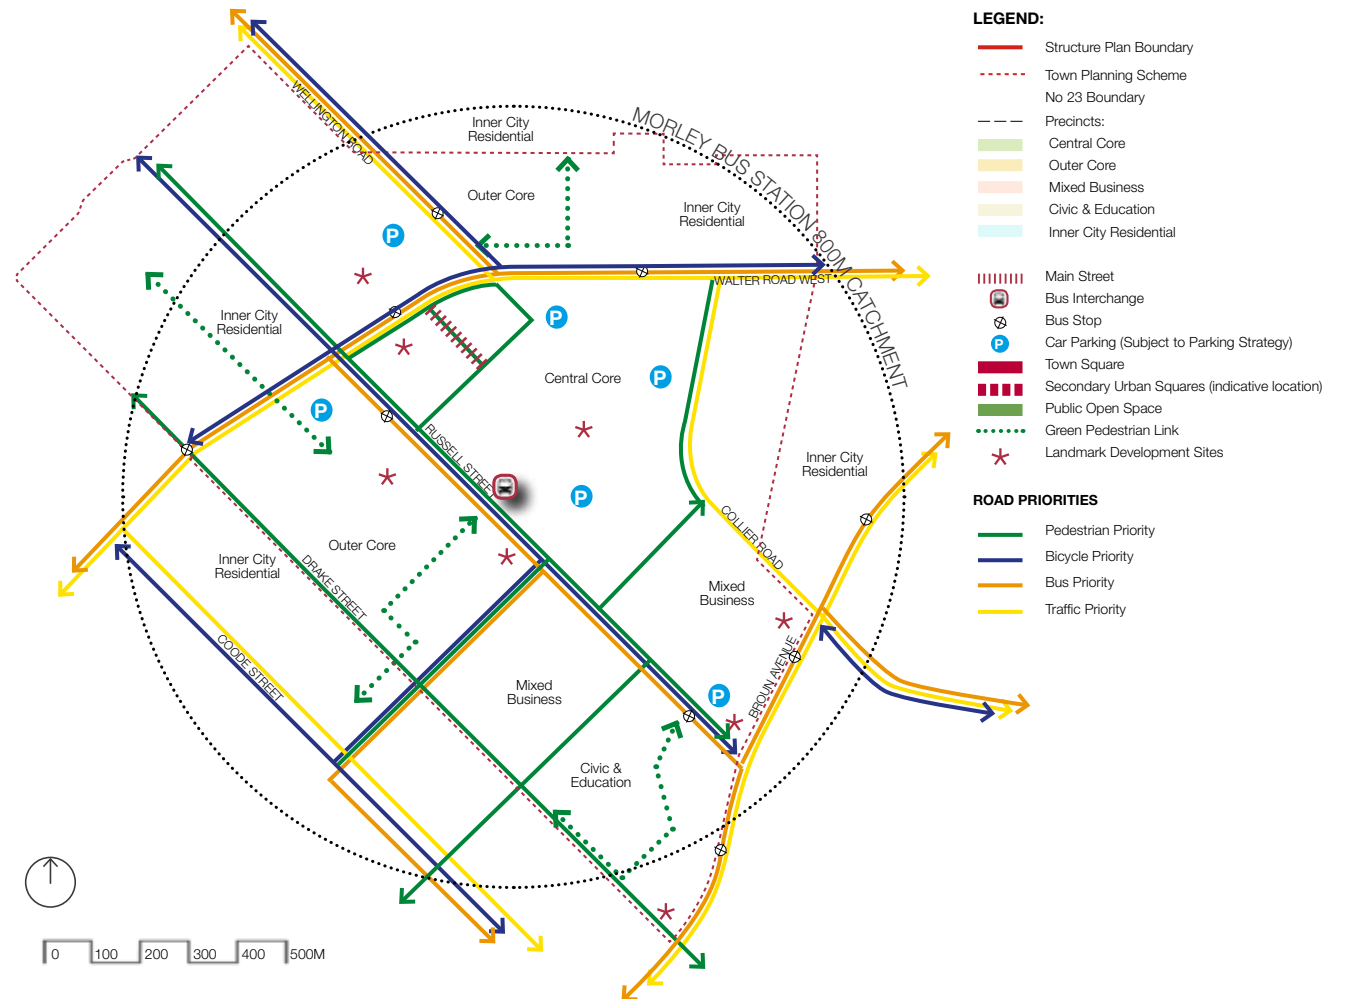 WELLINGTON ROAD
Inner City
Residential
MORLEY BUS STATION 800M CATCHMENT
Outer Core
Inner City
Residential
P
WALTER ROAD WEST
Inner City
Residential
P
Central Core
P
P
RUSSELL STREET
Inner City
Residential
P
Outer Core
COLLIER ROAD
Inner City
Residential
DRAKE STREET
Mixed
Business
COODE STREET
BROUN AVENUE
Mixed
Business
P
Civic &
Education
0 100 200 300 400 500M
LEGEND:
Structure Plan Boundary
Town Planning Scheme
No 23 Boundary
Precincts:
Central Core
Outer Core
Mixed Business
Civic & Education
Inner City Residential
Main Street
Bus Interchange
Bus Stop
P Car Parking (Subject to Parking Strategy)
Town Square
Secondary Urban Squares (indicative location)
Public Open Space
Green Pedestrian Link
Landmark Development Sites
ROAD PRIORITIES
Pedestrian Priority
Bicycle Priority
Bus Priority
Traffic Priority